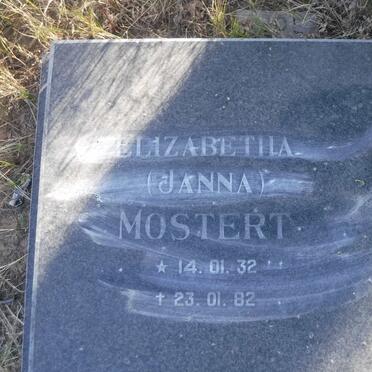 ELIZABETHA
(JANNA)
MOSTERT
★ 14.01.32
✝ 23.01.82